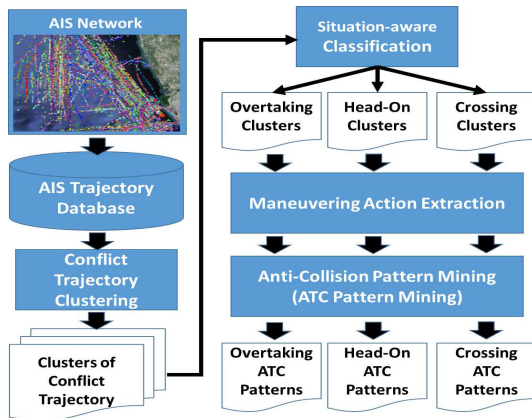 AIS Network
AIS Trajectory
Database
Conflict
Trajectory
Clustering
Clusters of
Conflict
Trajectory
Situation-aware
Classification
Overtaking
Clusters
Head-On
Clusters
Crossing
Clusters
Maneuvering Action Extraction
Anti-Collision Pattern Mining
(ATC Pattern Mining)
Overtaking
ATC
Patterns
Head-On
ATC
Patterns
Crossing
ATC
Patterns